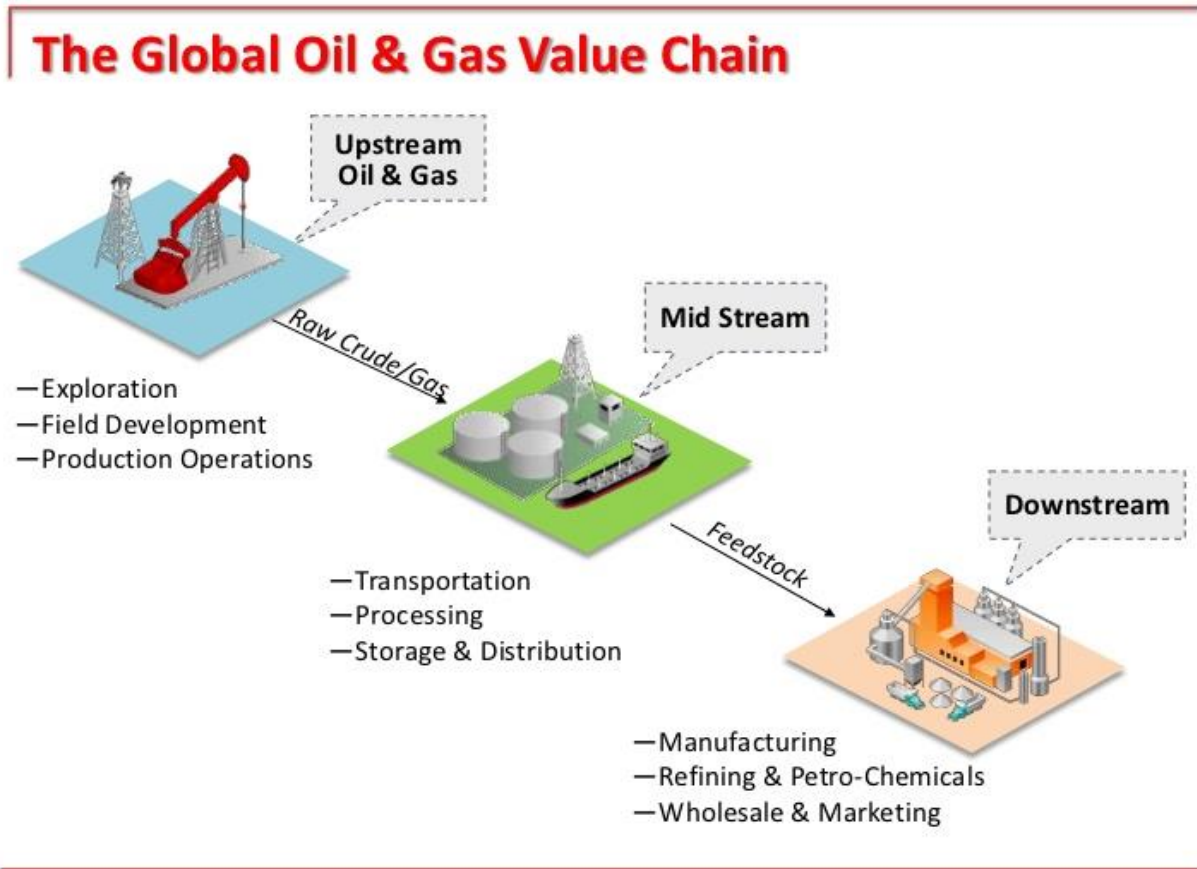 The Global Oil & Gas Value Chain
Upstream
Oil & Gas
Raw Crude/Gas
—Exploration
—Field Development
—Production Operations
Mid Stream
Feedstock
—Transportation
—Processing
—Storage & Distribution
Downstream
—Manufacturing
—Refining & Petro-Chemicals
—Wholesale & Marketing